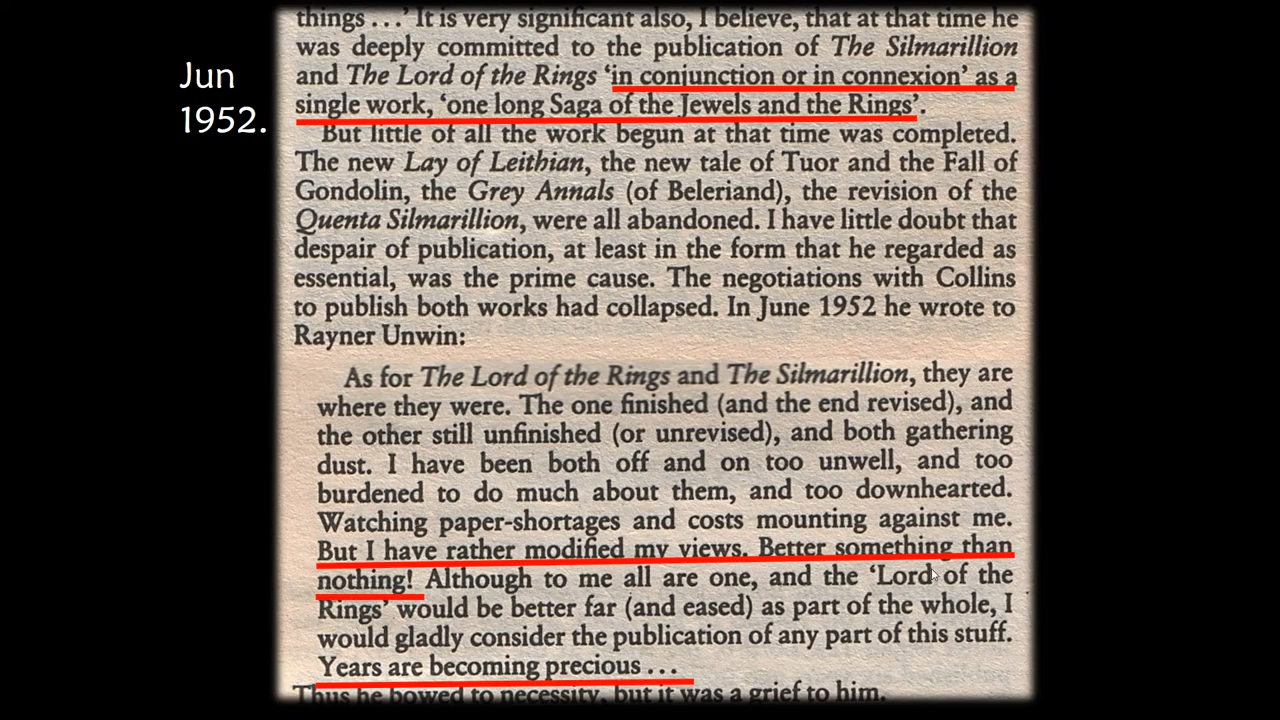 Jun
1952.
things . . .’ It is very significant also, I believe, that at that time he
was deeply committed to the publication of The Silmarillion
and The Lord of the Rings ‘in conjunction or in connexion’ as a
single work, ‘one long Saga of the Jewels and the Rings’.
But little of all the work begun at that time was completed.
The new Lay of Leithian, the new tale of Tuor and the Fall of
Gondolin, the Grey Annals (of Beleriand), the revision of the
Quenta Silmarillion, were all abandoned. I have little doubt that
despair of publication, at least in the form that he regarded as
essential, was the prime cause. The negotiations with Collins
to publish both works had collapsed. In June 1952 he wrote to
Rayner Unwin:
As for The Lord of the Rings and The Silmarillion, they are
where they were. The one finished (and the end revised), and
the other still unfinished (or unrevised), and both gathering
dust. I have been both off and on too unwell, and too
burdened to do much about them, and too downhearted.
Watching paper-shortages and costs mounting against me.
But I have rather modified my views. Better something than
nothing! Although to me all are one, and the ‘Lord of the
Rings’ would be better far (and eased) as part of the whole, I
would gladly consider the publication of any part of this stuff.
Years are becoming precious . . .
Thus he bowed to necessity, but it was a grief to him.